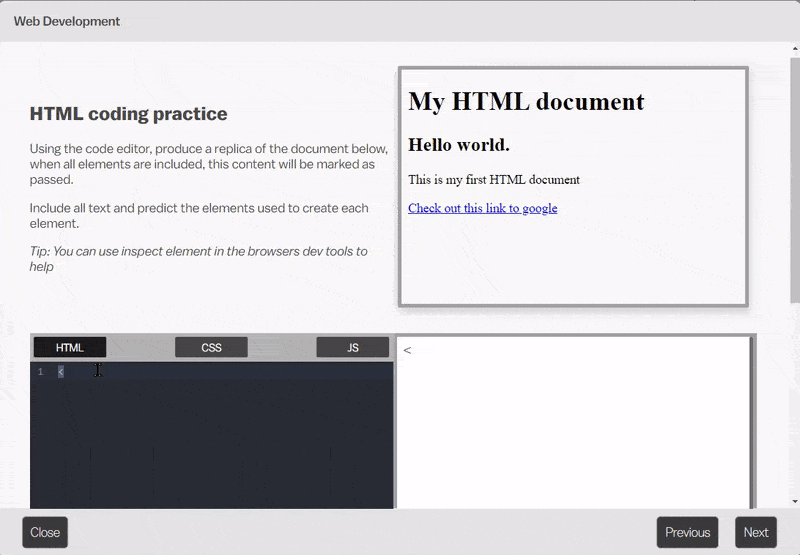 Web Development
HTML coding practice
Using the code editor, produce a replica of the document below,
when all elements are included, this content will be marked as
passed.
Include all text and predict the elements used to create each
element.
Tip: You can use inspect element in the browsers dev tools to
help
My HTML document
Hello world.
This is my first HTML document
Check out this link to google
HTML CSS JS
1 <
<
Close Previous Next